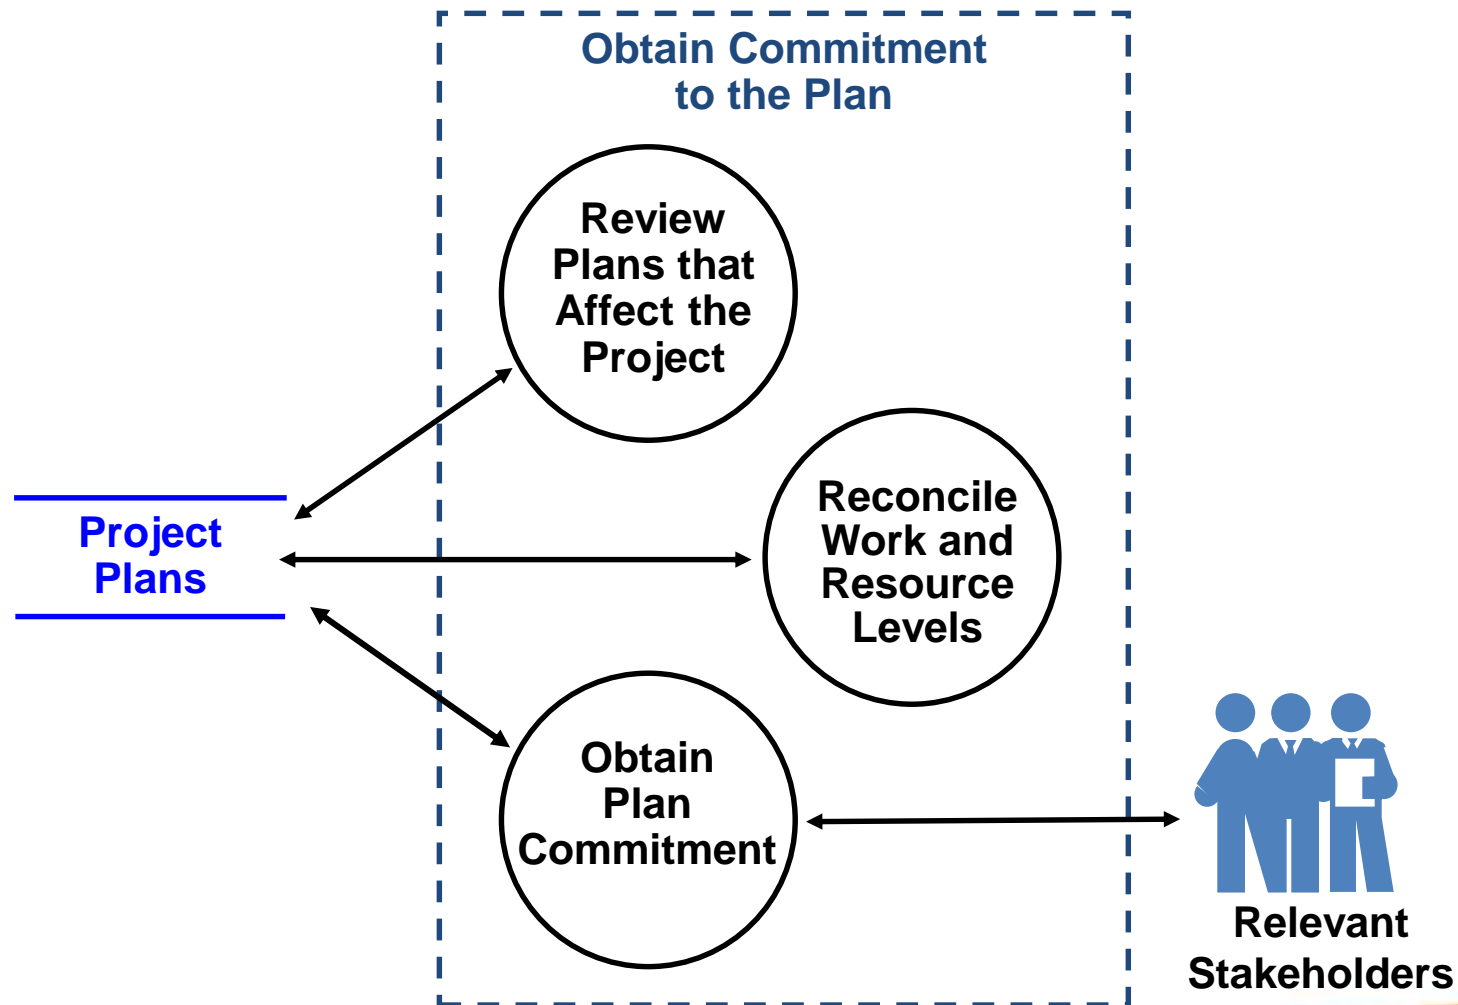 Obtain Commitment
to the Plan
Review
Plans that
Affect the
Project
Project
Plans
Reconcile
Work and
Resource
Levels
Obtain
Plan
Commitment
Relevant
Stakeholders